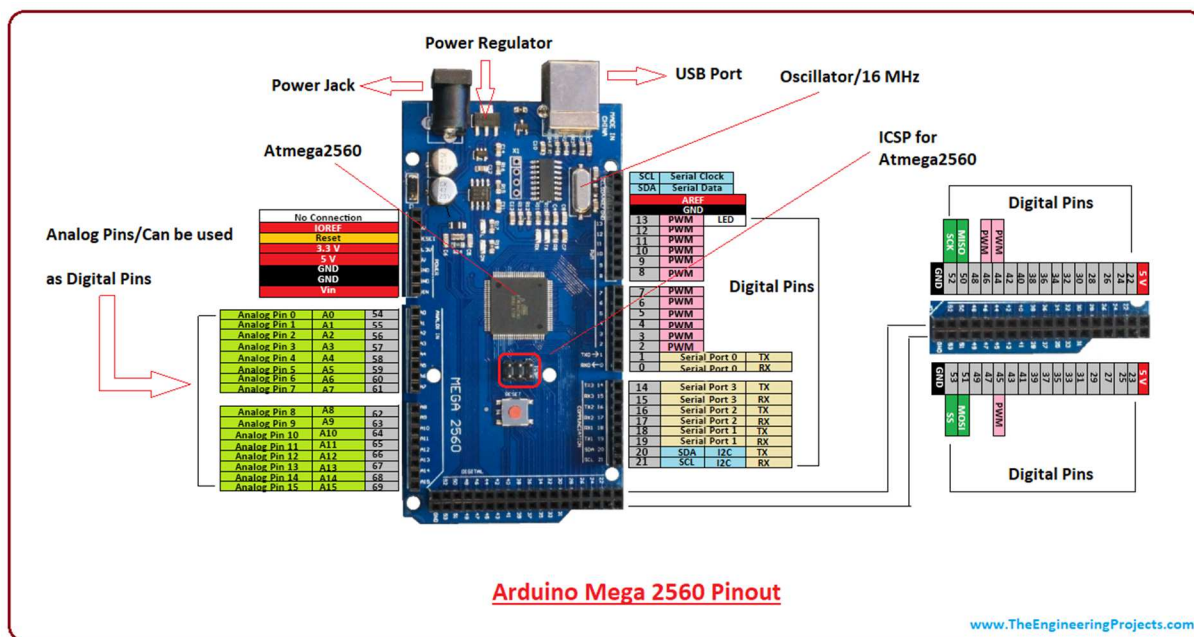 Power Regulator
Power Jack
USB Port
Oscillator/16 MHz
Atmega2560
ICSP for
Atmega2560
Analog Pins/Can be used
as Digital Pins
No Connection
IOREF
Reset
3.3 V
5 V
GND
GND
Vin
Analog Pin 0 A0 54
Analog Pin 1 A1 55
Analog Pin 2 A2 56
Analog Pin 3 A3 57
Analog Pin 4 A4 58
Analog Pin 5 A5 59
Analog Pin 6 A6 60
Analog Pin 7 A7 61
Analog Pin 8 A8 62
Analog Pin 9 A9 63
Analog Pin 10 A10 64
Analog Pin 11 A11 65
Analog Pin 12 A12 66
Analog Pin 13 A13 67
Analog Pin 14 A14 68
Analog Pin 15 A15 69
MADE IN
CHINA
RESET
MEGA 2560
ANALOG IN
POWER
COMMUNICATION
DIGITAL
SCL Serial Clock
SDA Serial Data
AREF
GND
13 PWM LED
12 PWM
11 PWM
10 PWM
9 PWM
8 PWM
7 PWM
6 PWM
5 PWM
4 PWM
3 PWM
2 PWM
1 Serial Port 0 TX
0 Serial Port 0 RX
14 Serial Port 3 TX
15 Serial Port 3 RX
16 Serial Port 2 TX
17 Serial Port 2 RX
18 Serial Port 1 TX
19 Serial Port 1 RX
20 SDA I2C TX
21 SCL I2C RX
Digital Pins
Digital Pins
SCK MISO PWM PWM
GND 52 50 48 46 44 42 40 38 36 34 32 30 28 26 24 22 5 V
GND 53 51 49 47 45 43 41 39 37 35 33 31 29 27 25 23 5 V
SS MOSI PWM
Digital Pins
Arduino Mega 2560 Pinout
www.TheEngineeringProjects.com